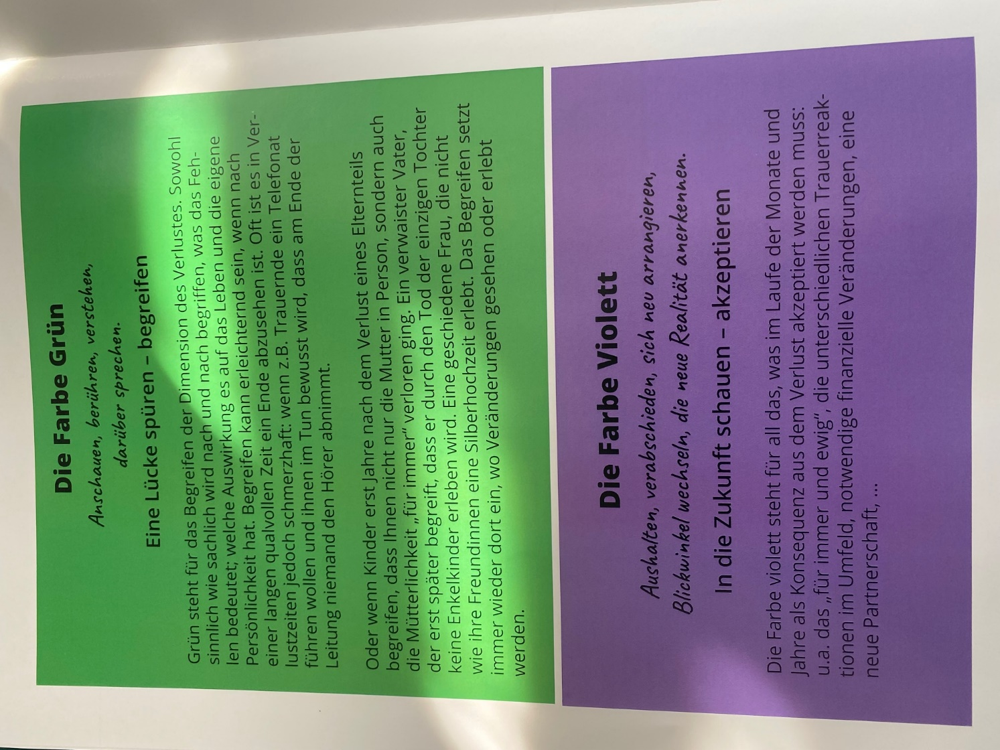 Die Farbe Grün
Anschauen, berühren, verstehen,
darüber sprechen.
Eine Lücke spüren – begreifen
Grün steht für das Begreifen der Dimension des Verlustes. Sowohl
sinnlich wie sachlich wird nach und nach begriffen, was das Feh-
len bedeutet; welche Auswirkung es auf das Leben und die eigene
Persönlichkeit hat. Begreifen kann erleichternd sein, wenn nach
einer langen qualvollen Zeit ein Ende abzusehen ist. Oft ist es in Ver-
lustzeiten jedoch schmerzhaft: wenn z.B. Trauernde ein Telefonat
führen wollen und ihnen im Tun bewusst wird, dass am Ende der
Leitung niemand den Hörer abnimmt.
Oder wenn Kinder erst Jahre nach dem Verlust eines Elternteils
begreifen, dass Ihnen nicht nur die Mutter in Person, sondern auch
die Mütterlichkeit „für immer“ verloren ging. Ein verwaister Vater,
der erst später begreift, dass er durch den Tod der einzigen Tochter
keine Enkelkinder erleben wird. Eine geschiedene Frau, die nicht
wie ihre Freundinnen eine Silberhochzeit erlebt. Das Begreifen setzt
immer wieder dort ein, wo Veränderungen gesehen oder erlebt
werden.
Die Farbe Violett
Aushalten, verabschieden, sich neu arrangieren,
Blickwinkel wechseln, die neue Realität anerkennen.
In die Zukunft schauen – akzeptieren
Die Farbe violett steht für all das, was im Laufe der Monate und
Jahre als Konsequenz aus dem Verlust akzeptiert werden muss:
u.a. das „für immer und ewig“, die unterschiedlichen Trauerreak-
tionen im Umfeld, notwendige finanzielle Veränderungen, eine
neue Partnerschaft, ...